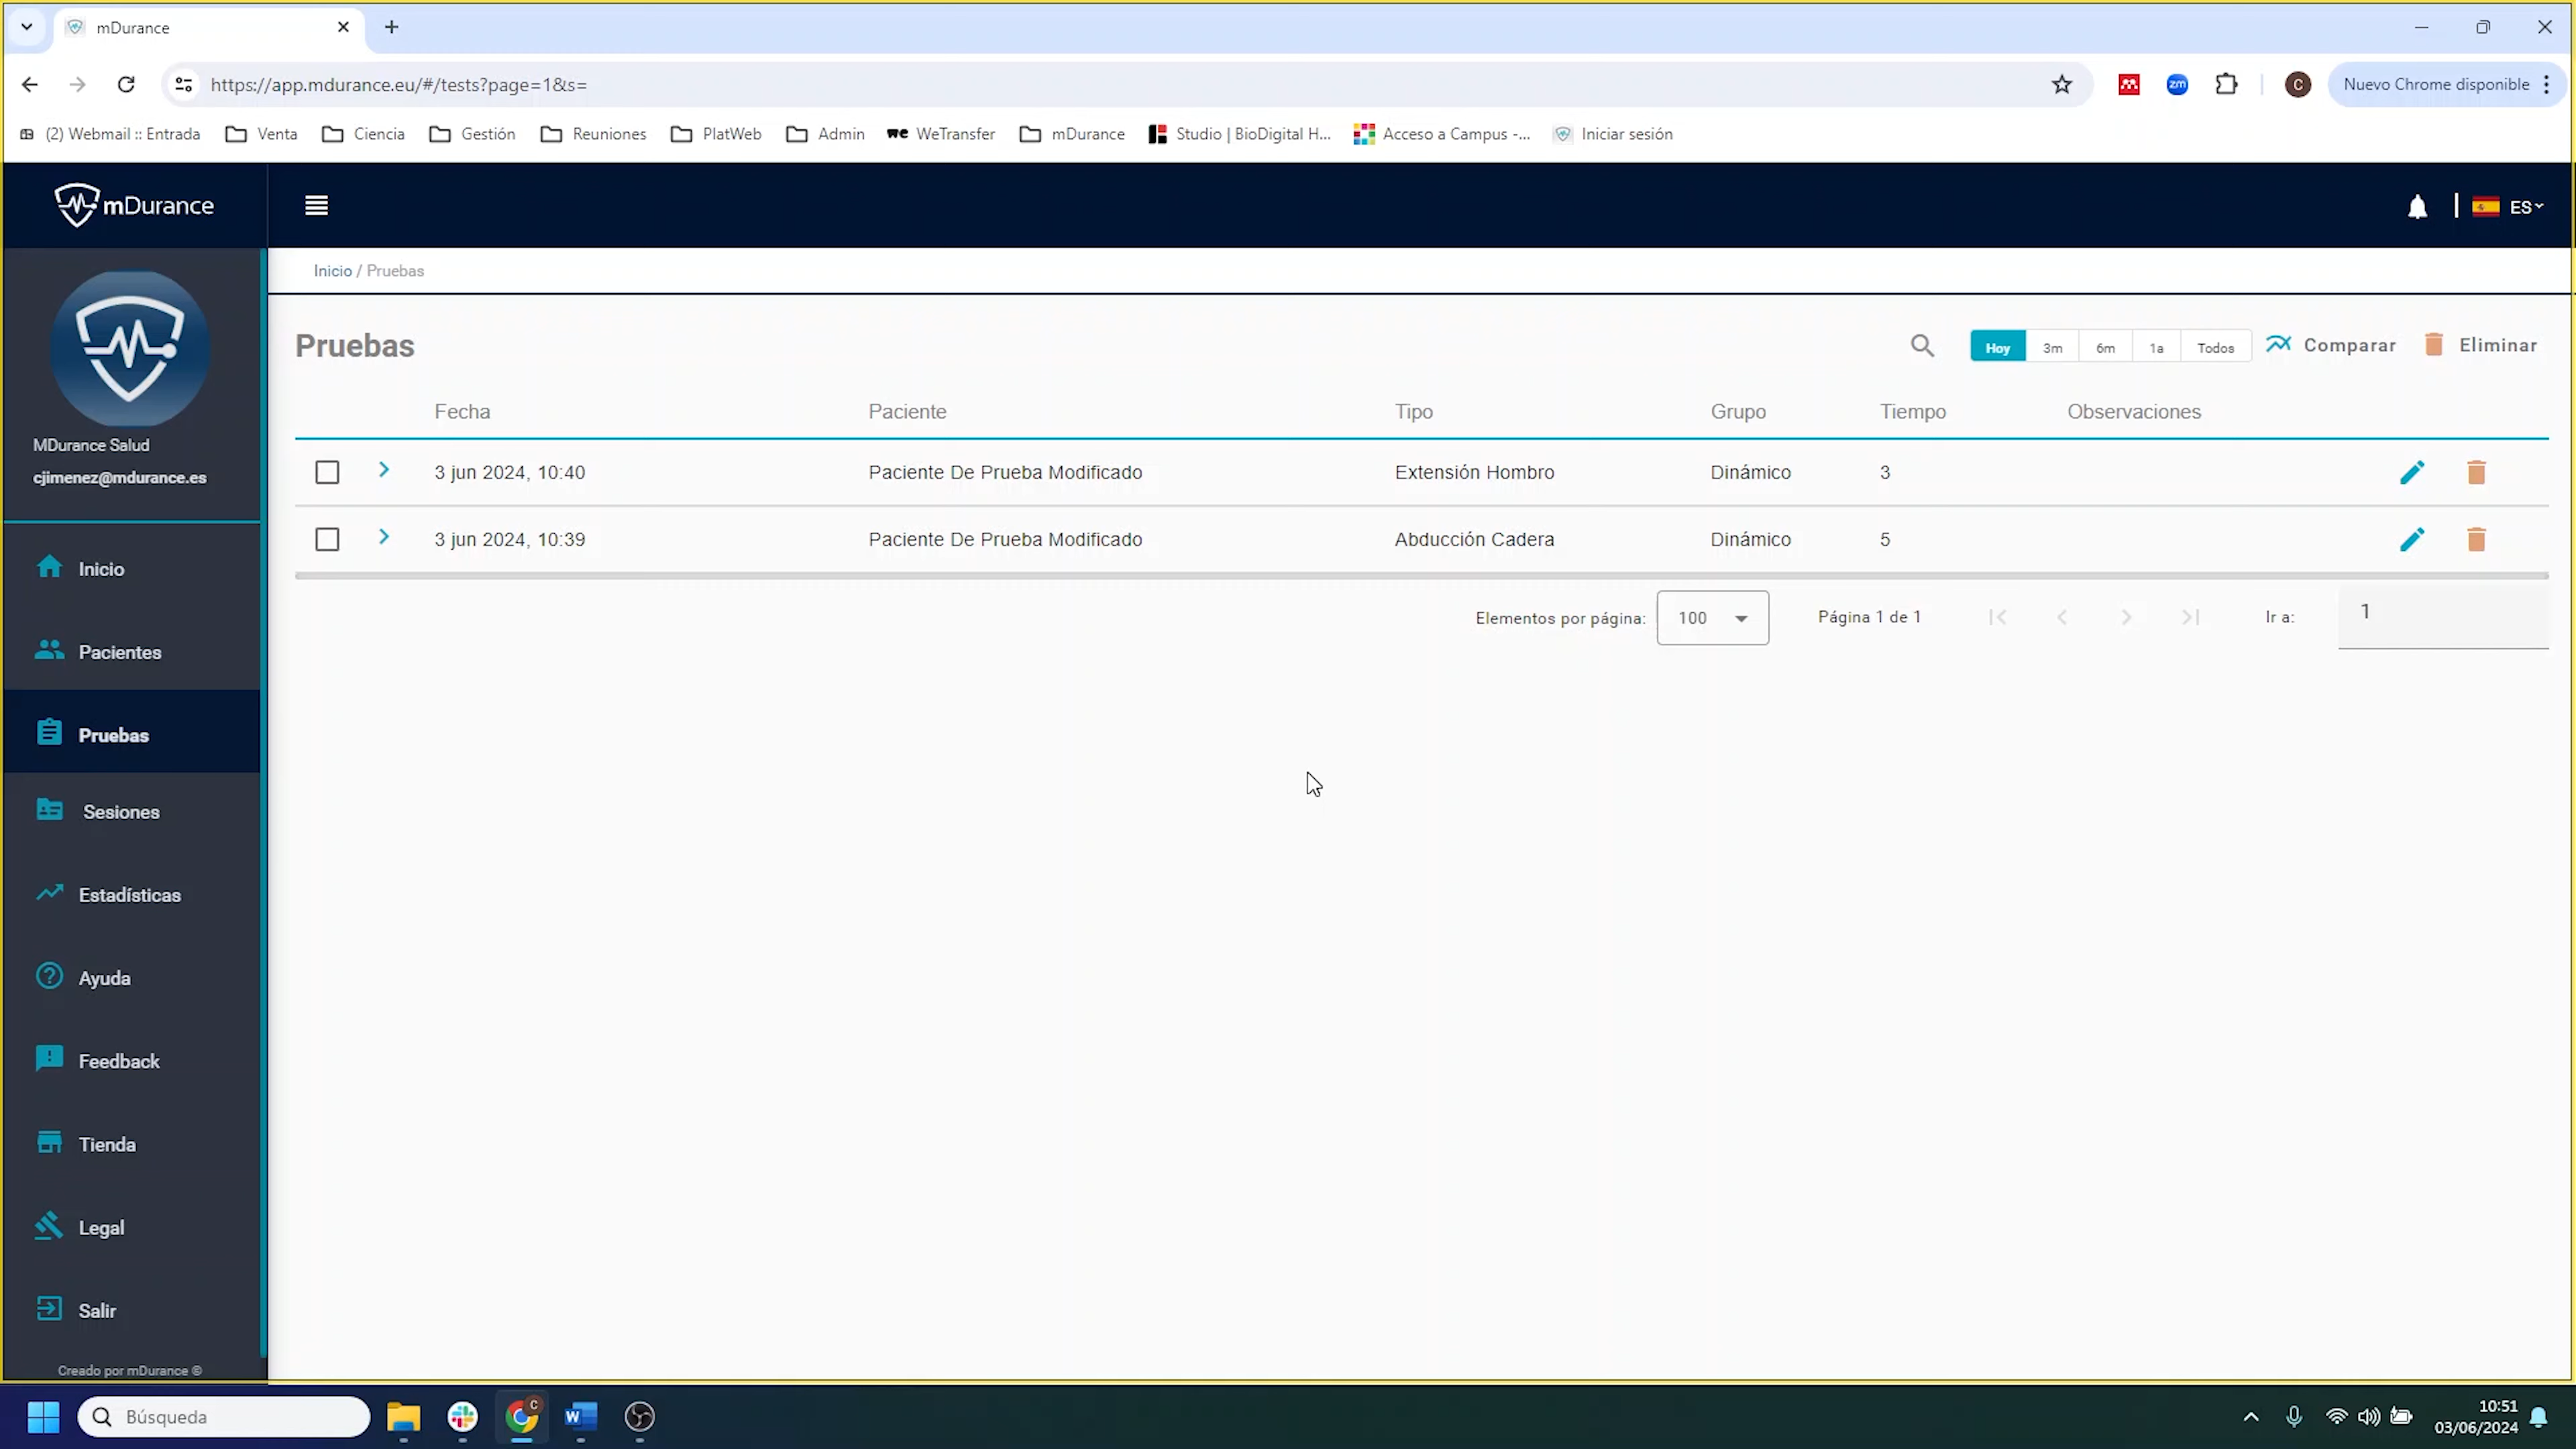 mDurance
https://app.mdurance.eu/#/tests?page=1&s=
zm
C
Nuevo Chrome disponible
(2) Webmail :: Entrada
Venta
Ciencia
Gestión
Reuniones
PlatWeb
Admin
we WeTransfer
mDurance
Studio | BioDigital H...
Acceso a Campus -...
Iniciar sesión
mDurance
ES
MDurance Salud
cjimenez@mdurance.es
Inicio
Pacientes
Pruebas
Sesiones
Estadísticas
Ayuda
Feedback
Tienda
Legal
Salir
Creado por mDurance ©
Inicio / Pruebas
Pruebas
Hoy 3m 6m 1a Todos Comparar Eliminar
Fecha Paciente Tipo Grupo Tiempo Observaciones
3 jun 2024, 10:40 Paciente De Prueba Modificado Extensión Hombro Dinámico 3
3 jun 2024, 10:39 Paciente De Prueba Modificado Abducción Cadera Dinámico 5
Elementos por página: 100 Página 1 de 1 Ir a: 1
Búsqueda
C
W
10:51
03/06/2024